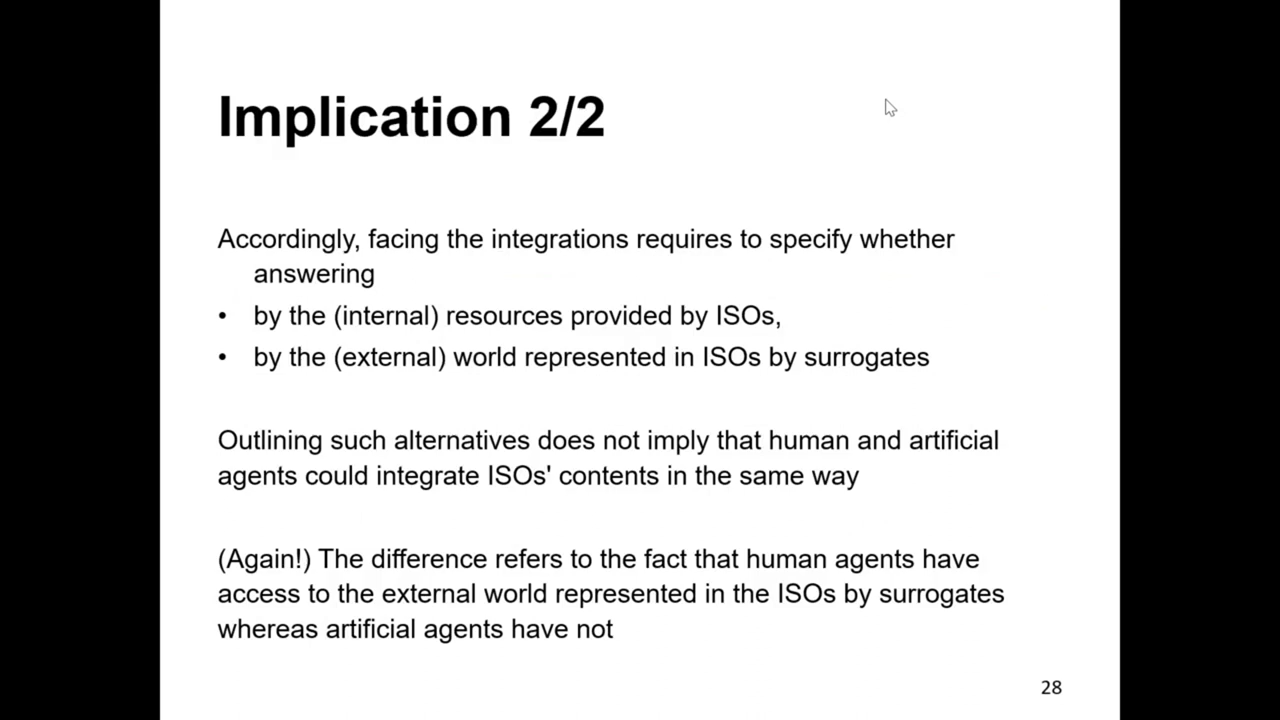 Implication 2/2
Accordingly, facing the integrations requires to specify whether
answering
• by the (internal) resources provided by ISOs,
• by the (external) world represented in ISOs by surrogates
Outlining such alternatives does not imply that human and artificial
agents could integrate ISOs' contents in the same way
(Again!) The difference refers to the fact that human agents have
access to the external world represented in the ISOs by surrogates
whereas artificial agents have not
28